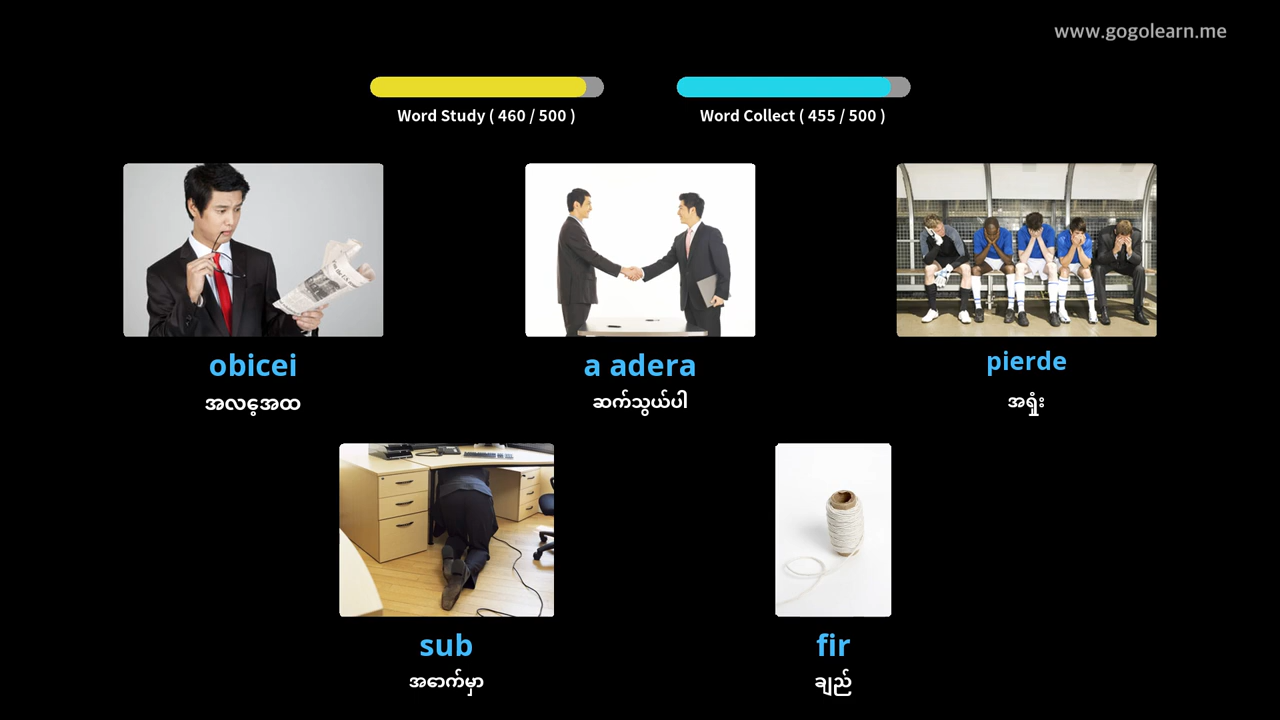 www.gogolearn.me
Word Study ( 460 / 500 )
Word Collect ( 455 / 500 )
obicei
a adera
pierde
အလေ့အထ
ဆက်သွယ်ပါ
အရှုံး
sub
fir
အောက်မှာ
ချည်